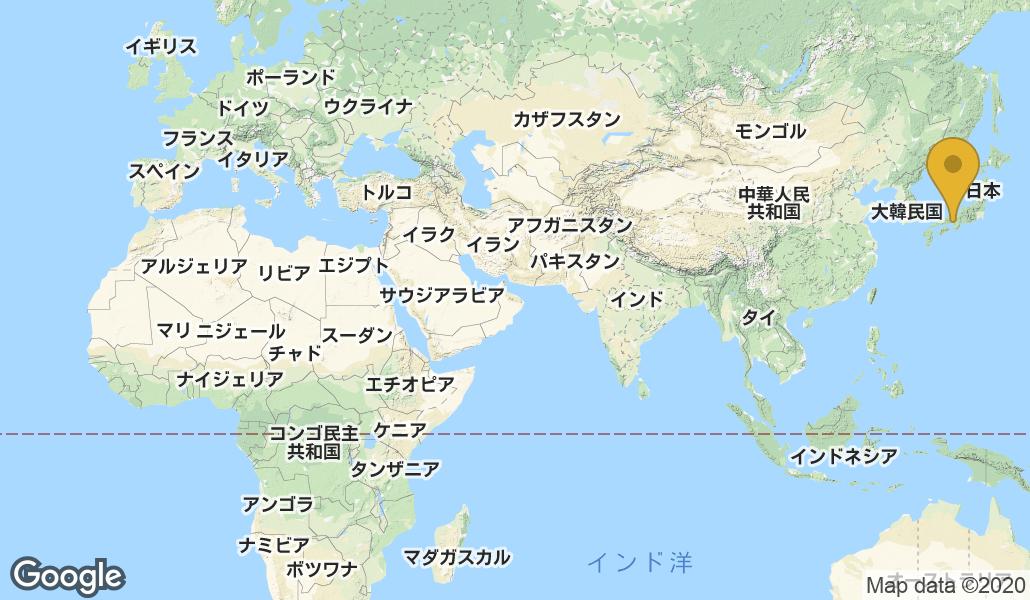 イギリス
ポーランド
ドイツ
ウクライナ
フランス
イタリア
スペイン
カザフスタン
モンゴル
トルコ
中華人民
共和国
日本
大韓民国
イラク
イラン
アフガニスタン
パキスタン
アルジェリア
リビア
エジプト
サウジアラビア
インド
タイ
マリ
ニジェール
スーダン
チャド
ナイジェリア
エチオピア
コンゴ民主
共和国
ケニア
タンザニア
インドネシア
アンゴラ
ナミビア
マダガスカル
ボツワナ
インド洋
オーストラリア
Google
Map data ©2020